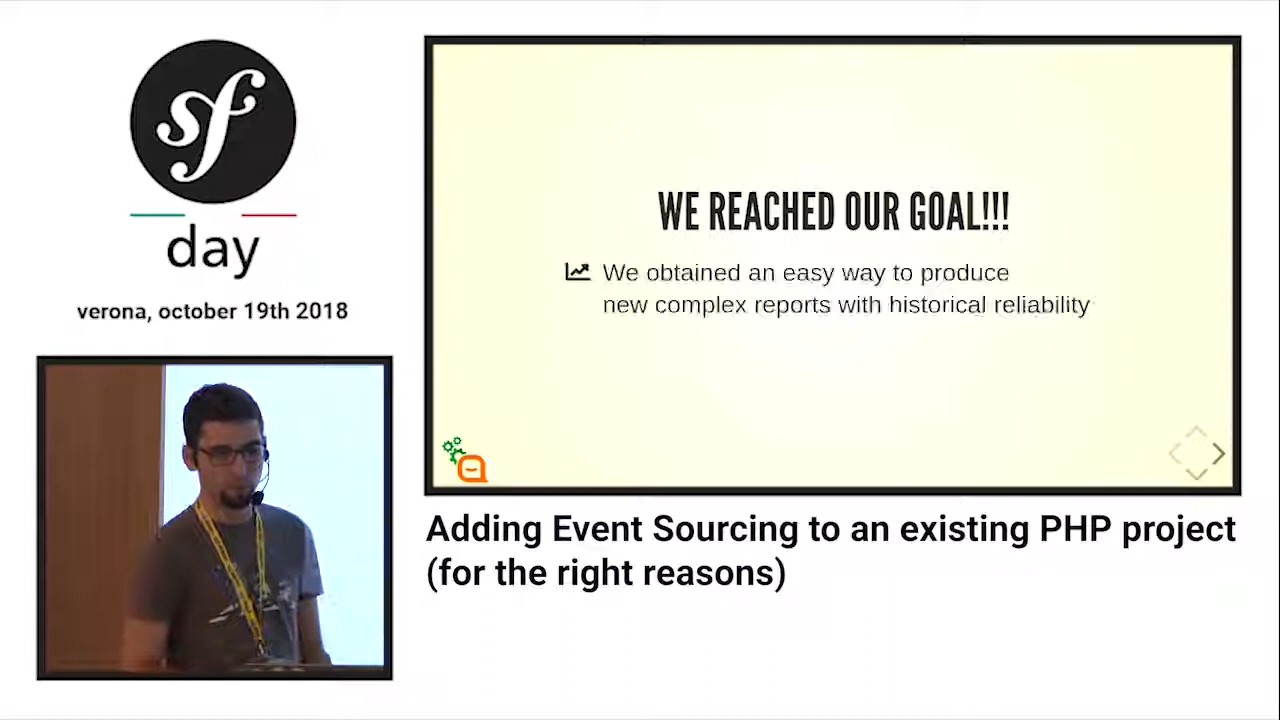 sf
day
verona, october 19th 2018
WE REACHED OUR GOAL!!!
We obtained an easy way to produce
new complex reports with historical reliability
Adding Event Sourcing to an existing PHP project
(for the right reasons)